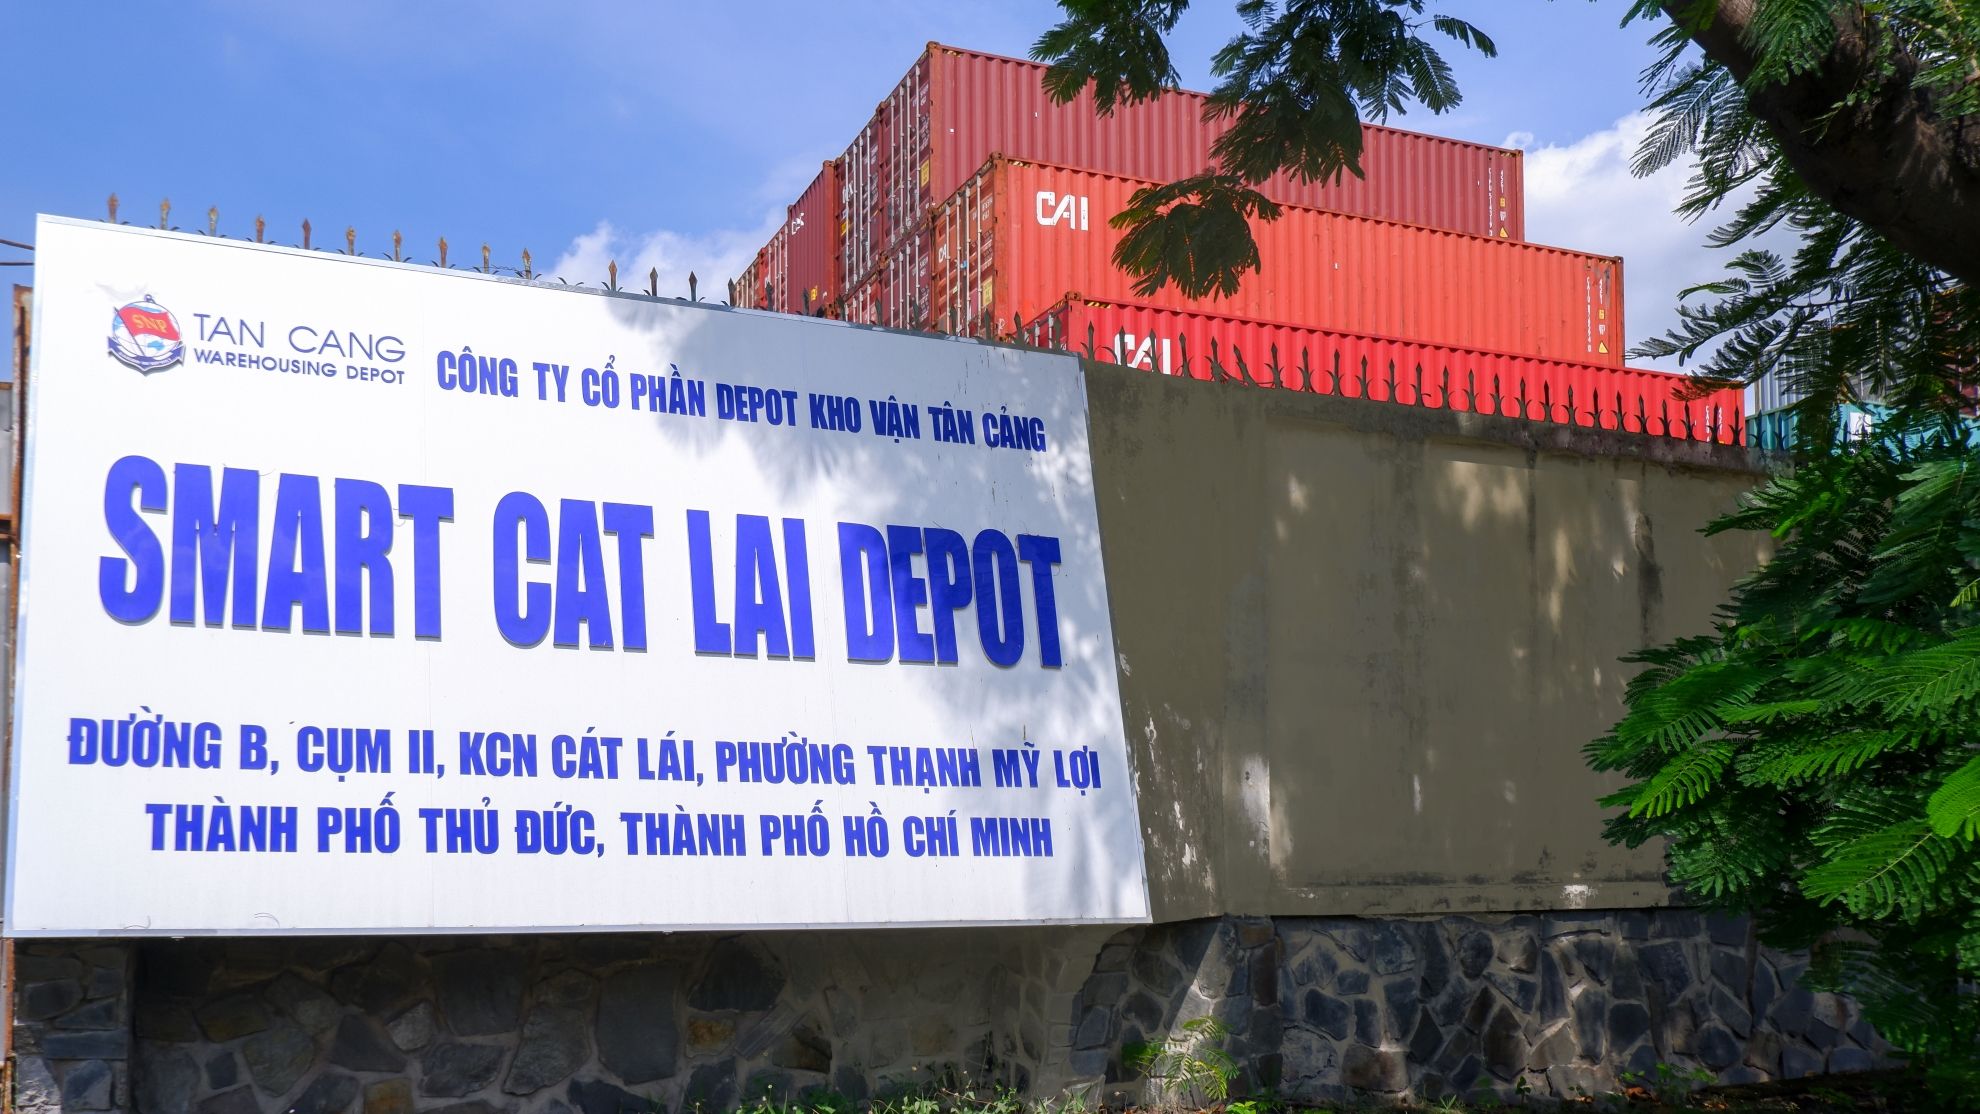 SNP
TAN CANG
WAREHOUSING DEPOT
CÔNG TY CỔ PHẦN DEPOT KHO VẬN TÂN CẢNG
SMART CAT LAI DEPOT
ĐƯỜNG B, CỤM II, KCN CÁT LÁI, PHƯỜNG THẠNH MỸ LỢI
THÀNH PHỐ THỦ ĐỨC, THÀNH PHỐ HỒ CHÍ MINH
CAI
CAI
CAI